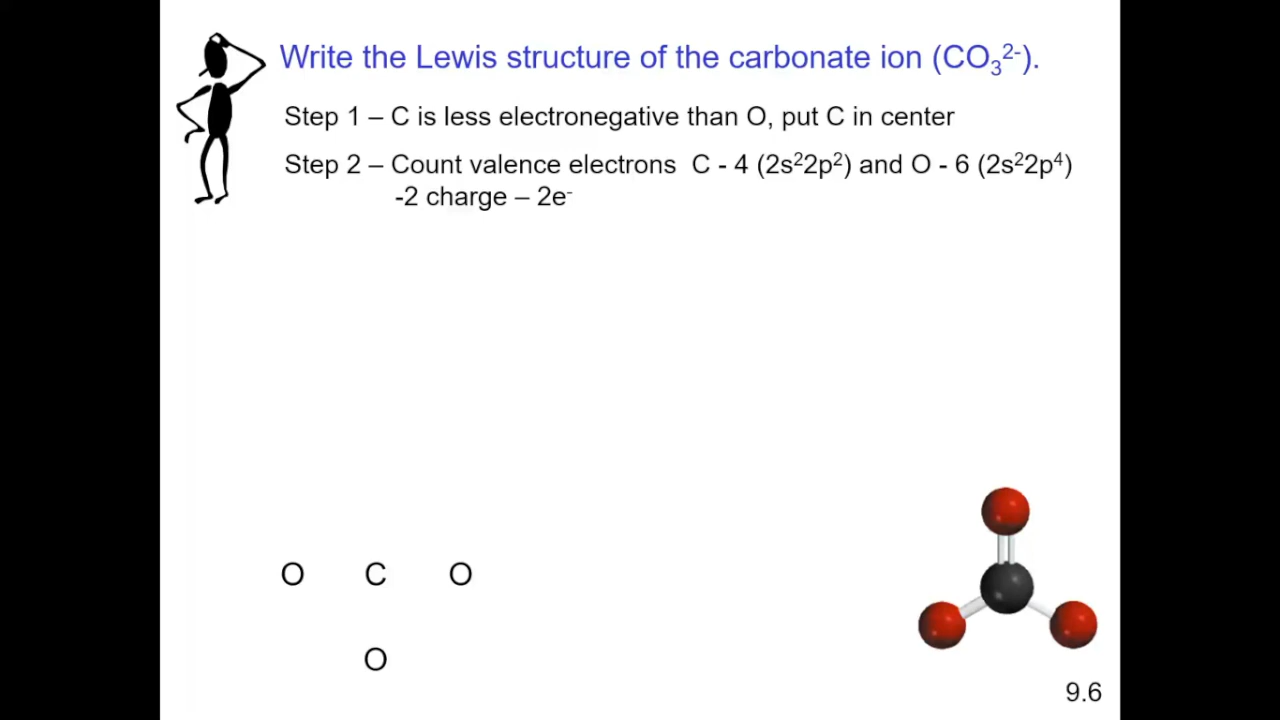 Write the Lewis structure of the carbonate ion (CO₃²⁻).
Step 1 – C is less electronegative than O, put C in center
Step 2 – Count valence electrons C - 4 (2s²2p²) and O - 6 (2s²2p⁴)
-2 charge – 2e⁻
O C O
O
9.6